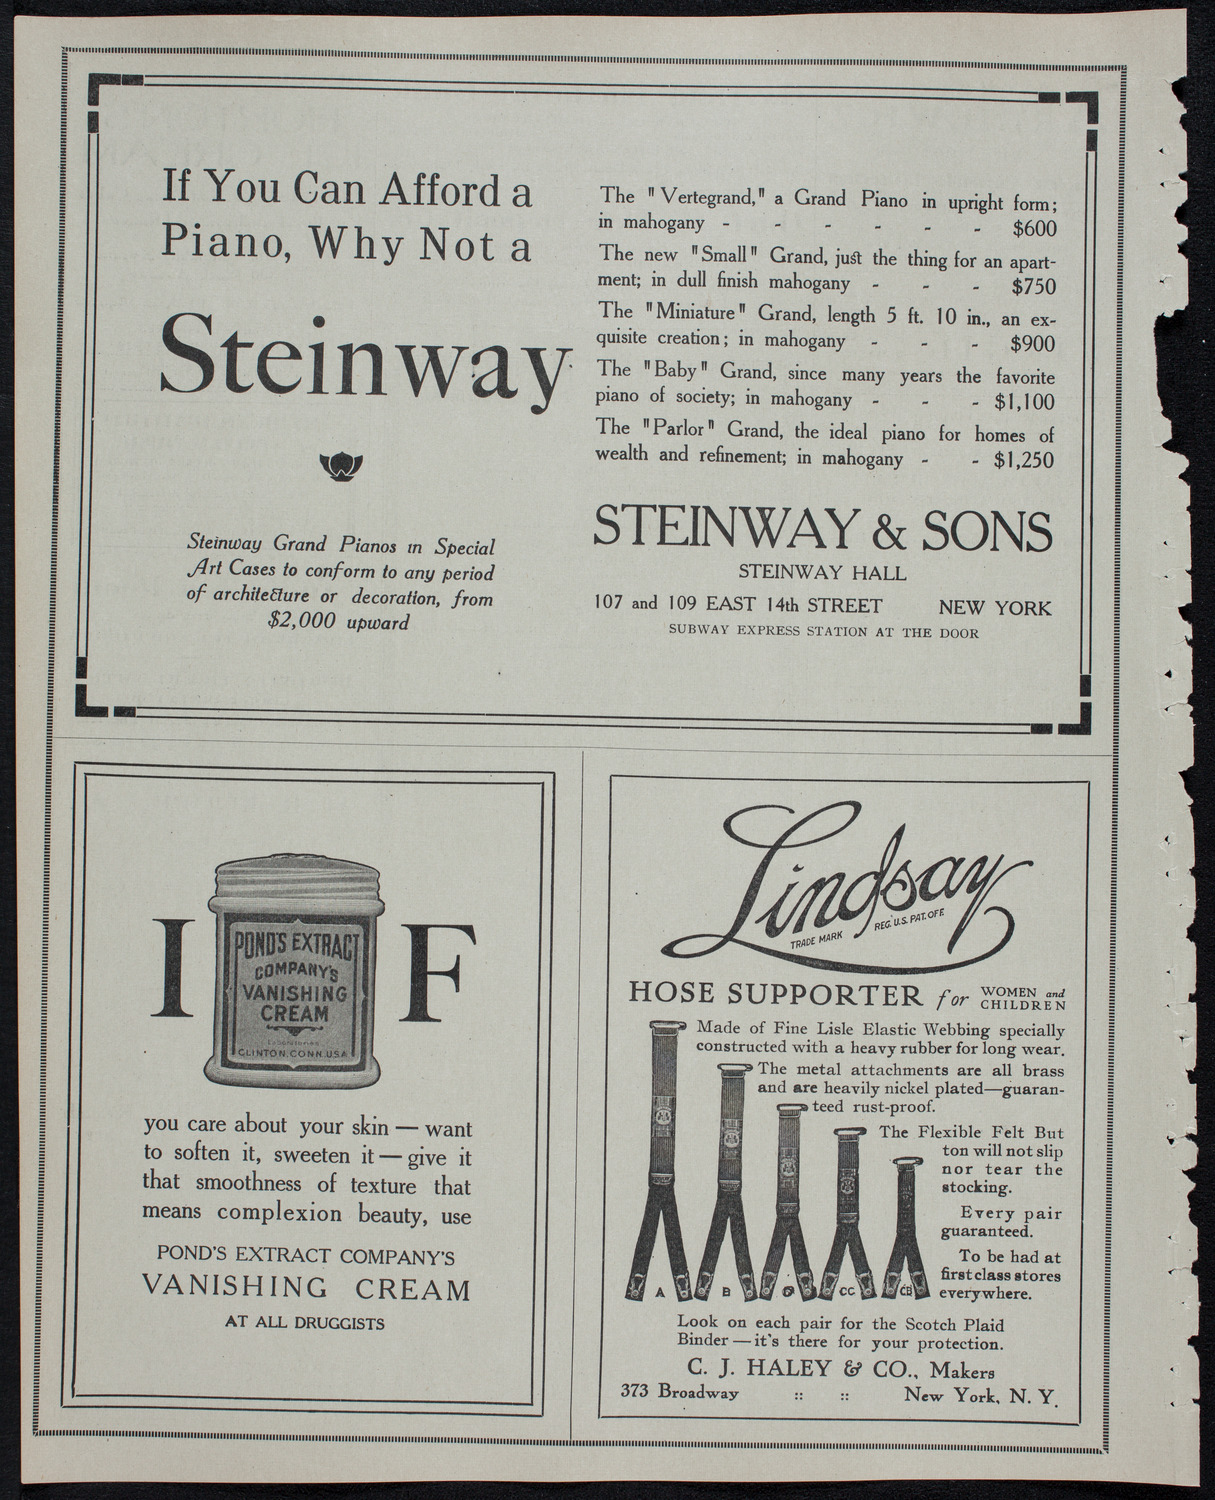 If You Can Afford a
Piano, Why Not a
Steinway
Steinway Grand Pianos in Special
Art Cases to conform to any period
of architecture or decoration, from
$2,000 upward
The "Vertegrand," a Grand Piano in upright form;
in mahogany - - - - - - $600
The new "Small" Grand, just the thing for an apart-
ment; in dull finish mahogany - - - $750
The "Miniature" Grand, length 5 ft. 10 in., an ex-
quisite creation; in mahogany - - - $900
The "Baby" Grand, since many years the favorite
piano of society; in mahogany - - - $1,100
The "Parlor" Grand, the ideal piano for homes of
wealth and refinement; in mahogany - - $1,250
STEINWAY & SONS
STEINWAY HALL
107 and 109 EAST 14th STREET NEW YORK
SUBWAY EXPRESS STATION AT THE DOOR
I F
POND'S EXTRACT
COMPANY'S
VANISHING
CREAM
Laboratories
CLINTON, CONN. U.S.A.
you care about your skin — want
to soften it, sweeten it — give it
that smoothness of texture that
means complexion beauty, use
POND'S EXTRACT COMPANY'S
VANISHING CREAM
AT ALL DRUGGISTS
Lindsay
TRADE MARK REG. U.S. PAT. OFF.
HOSE SUPPORTER for WOMEN and
CHILDREN
Made of Fine Lisle Elastic Webbing specially
constructed with a heavy rubber for long wear.
The metal attachments are all brass
and are heavily nickel plated—guaran-
teed rust-proof.
The Flexible Felt But
ton will not slip
nor tear the
stocking.
Every pair
guaranteed.
To be had at
first class stores
everywhere.
A B CC CB
Look on each pair for the Scotch Plaid
Binder — it's there for your protection.
C. J. HALEY & CO., Makers
373 Broadway :: :: New York, N. Y.